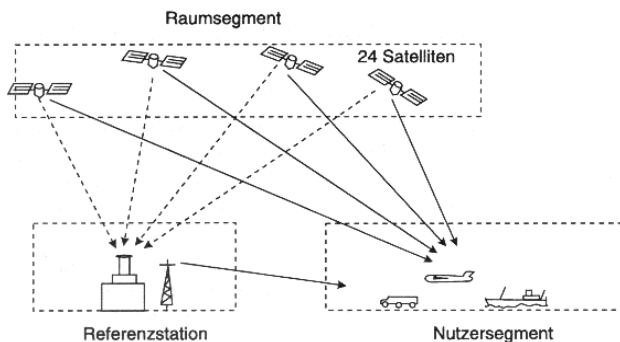 Raumsegment
24 Satelliten
Referenzstation
Nutzersegment